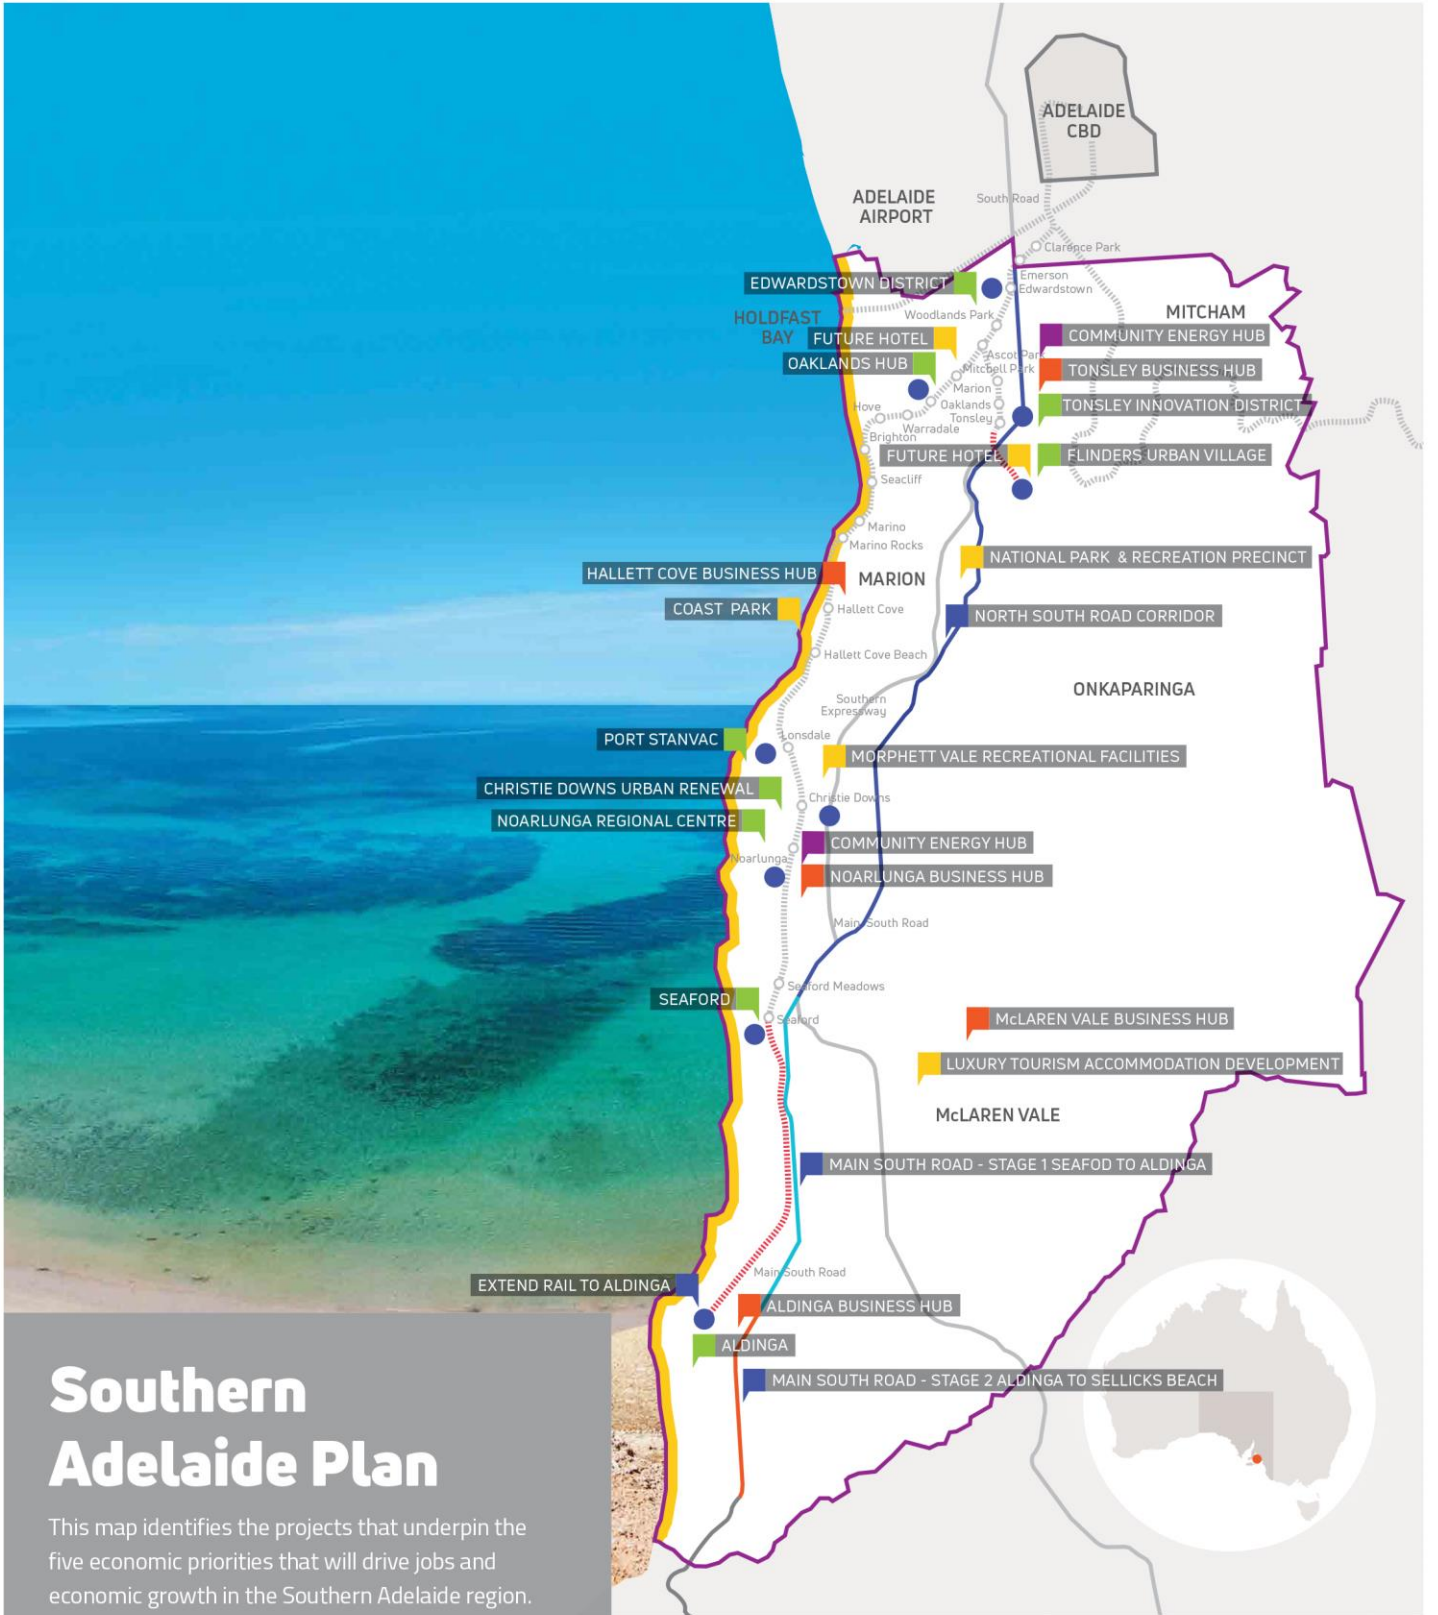 ADELAIDE
CBD
ADELAIDE
AIRPORT
South Road
Clarence Park
Emerson
Edwardstown
EDWARDSTOWN DISTRICT
MITCHAM
HOLDFAST
BAY
Woodlands Park
FUTURE HOTEL
COMMUNITY ENERGY HUB
OAKLANDS HUB
Ascot Park
Mitchell Park
TONSLEY BUSINESS HUB
Marion
Hove
Oaklands
TONSLEY INNOVATION DISTRICT
Tonsley
Warradale
Brighton
FUTURE HOTEL
FLINDERS URBAN VILLAGE
Seacliff
Marino
Marino Rocks
NATIONAL PARK & RECREATION PRECINCT
HALLETT COVE BUSINESS HUB
MARION
COAST PARK
Hallett Cove
NORTH SOUTH ROAD CORRIDOR
Hallett Cove Beach
ONKAPARINGA
Southern
Expressway
PORT STANVAC
Lonsdale
MORPHETT VALE RECREATIONAL FACILITIES
CHRISTIE DOWNS URBAN RENEWAL
Christie Downs
NOARLUNGA REGIONAL CENTRE
COMMUNITY ENERGY HUB
Noarlunga
NOARLUNGA BUSINESS HUB
Main South Road
Seaford Meadows
SEAFORD
Seaford
McLAREN VALE BUSINESS HUB
LUXURY TOURISM ACCOMMODATION DEVELOPMENT
McLAREN VALE
MAIN SOUTH ROAD - STAGE 1 SEAFOD TO ALDINGA
Main South Road
EXTEND RAIL TO ALDINGA
ALDINGA BUSINESS HUB
ALDINGA
MAIN SOUTH ROAD - STAGE 2 ALDINGA TO SELLICKS BEACH
Southern
Adelaide Plan
This map identifies the projects that underpin the
five economic priorities that will drive jobs and
economic growth in the Southern Adelaide region.